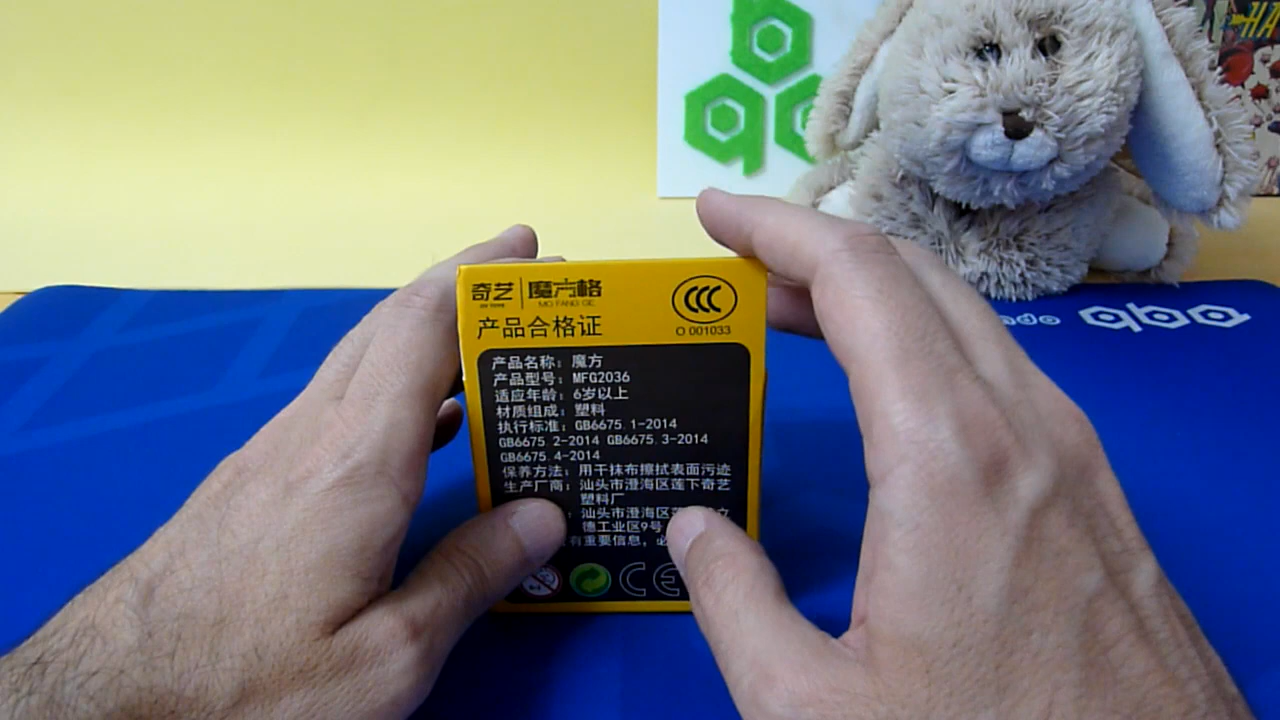 奇艺 魔方格
MO FANG GE
产品合格证
CCC
O 001033
产品名称：魔方
产品型号：MFG2036
适应年龄：6岁以上
材质组成：塑料
执行标准：GB6675.1-2014
GB6675.2-2014 GB6675.3-2014
GB6675.4-2014
保养方法：用干抹布擦拭表面污迹
生产厂商：汕头市澄海区莲下奇艺
塑料厂
：汕头市澄海区
德工业区9号
有重要信息，
CE